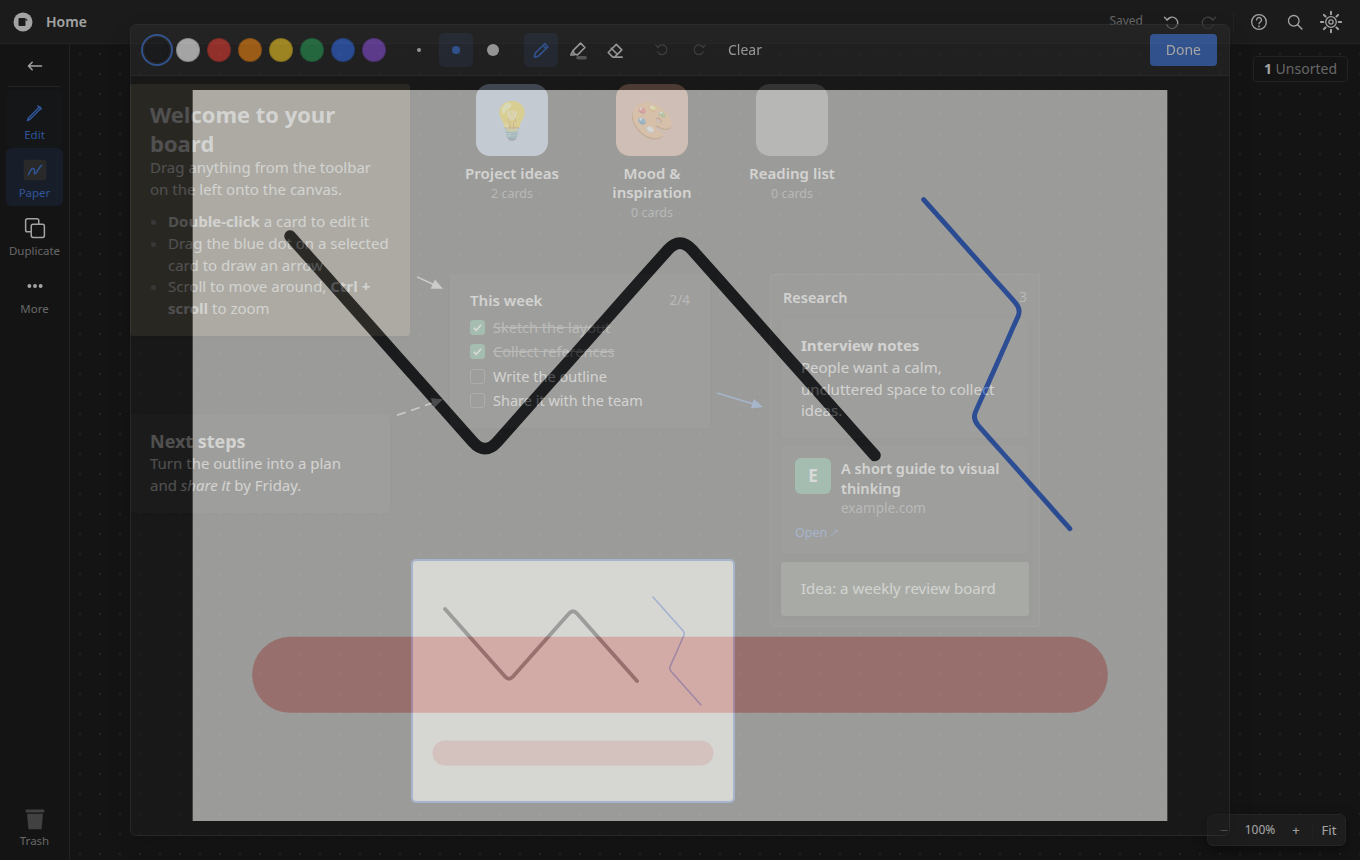 Home
Saved
Clear
Done
1 Unsorted
Edit
Paper
Duplicate
More
Trash
Welcome to your
board
Drag anything from the toolbar
on the left onto the canvas.
Double-click a card to edit it
Drag the blue dot on a selected
card to draw an arrow
Scroll to move around, Ctrl +
scroll to zoom
Project ideas
2 cards
Mood &
inspiration
0 cards
Reading list
0 cards
This week
2/4
Sketch the layout
Collect references
Write the outline
Share it with the team
Next steps
Turn the outline into a plan
and share it by Friday.
Research
3
Interview notes
People want a calm,
uncluttered space to collect
ideas.
E
A short guide to visual
thinking
example.com
Open ↗
Idea: a weekly review board
− 100% + Fit